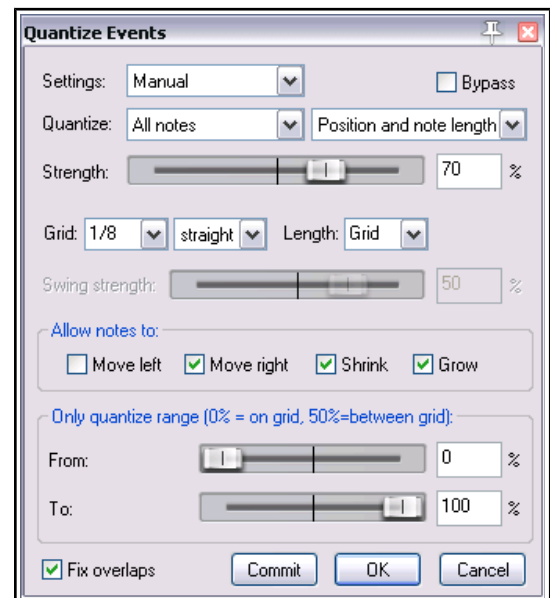 Quantize Events
Settings: Manual Bypass
Quantize: All notes Position and note length
Strength: 70 %
Grid: 1/8 straight Length: Grid
Swing strength: 50 %
Allow notes to:
Move left Move right Shrink Grow
Only quantize range (0% = on grid, 50%=between grid):
From: 0 %
To: 100 %
Fix overlaps Commit OK Cancel